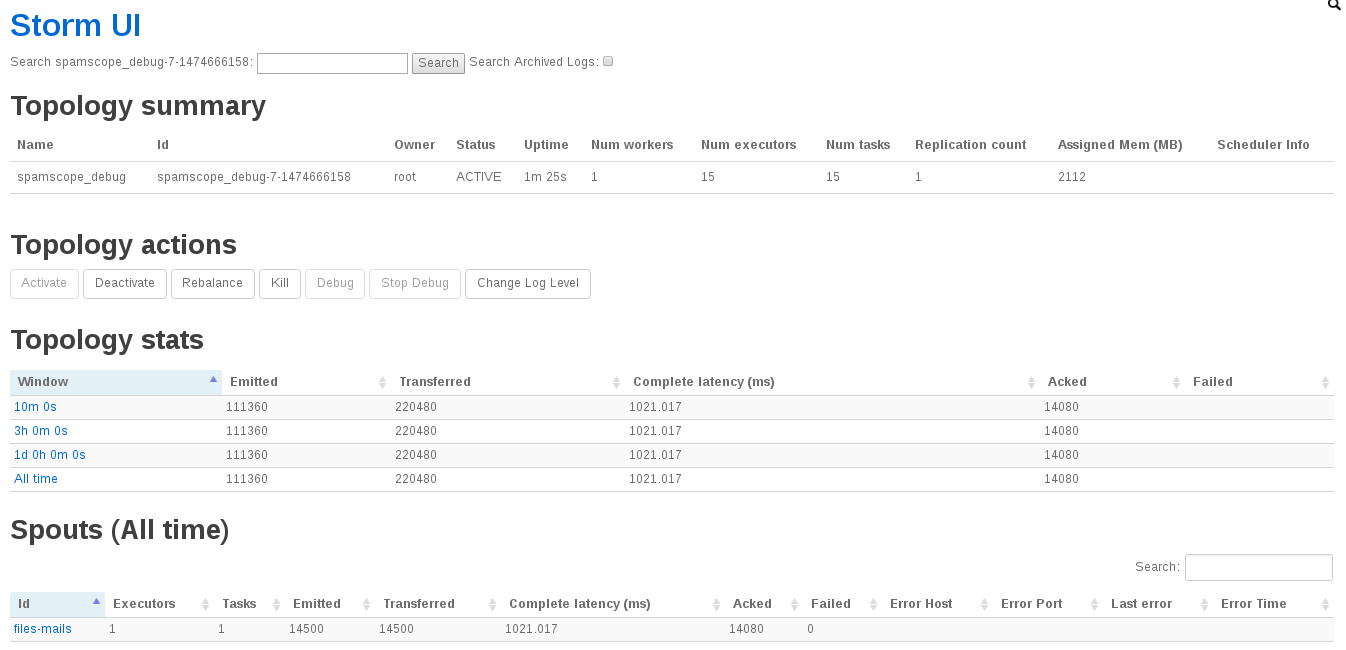 Storm UI
Search spamscope_debug-7-1474666158: Search Search Archived Logs:
Topology summary
Name Id Owner Status Uptime Num workers Num executors Num tasks Replication count Assigned Mem (MB) Scheduler Info
spamscope_debug spamscope_debug-7-1474666158 root ACTIVE 1m 25s 1 15 15 1 2112
Topology actions
Activate Deactivate Rebalance Kill Debug Stop Debug Change Log Level
Topology stats
Window Emitted Transferred Complete latency (ms) Acked Failed
10m 0s 111360 220480 1021.017 14080
3h 0m 0s 111360 220480 1021.017 14080
1d 0h 0m 0s 111360 220480 1021.017 14080
All time 111360 220480 1021.017 14080
Spouts (All time)
Search:
Id Executors Tasks Emitted Transferred Complete latency (ms) Acked Failed Error Host Error Port Last error Error Time
files-mails 1 1 14500 14500 1021.017 14080 0